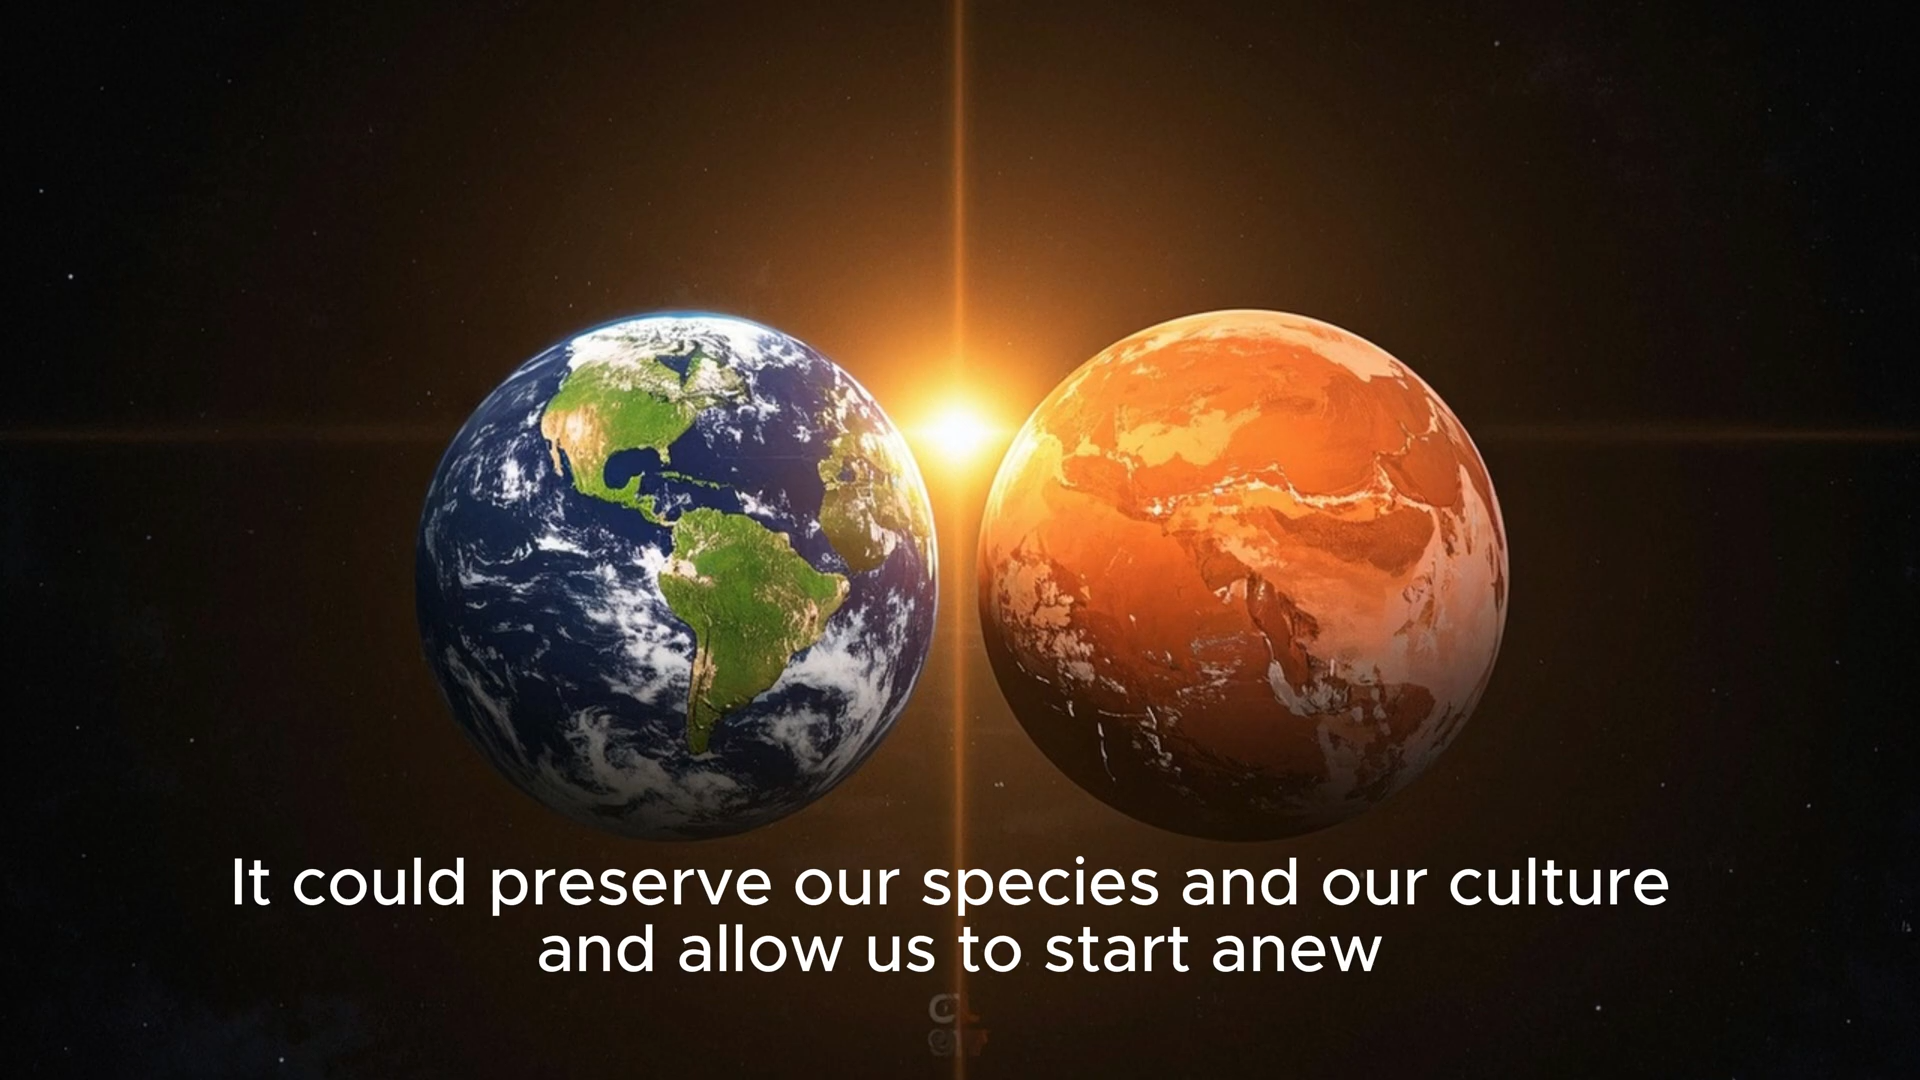 It could preserve our species and our culture
and allow us to start anew